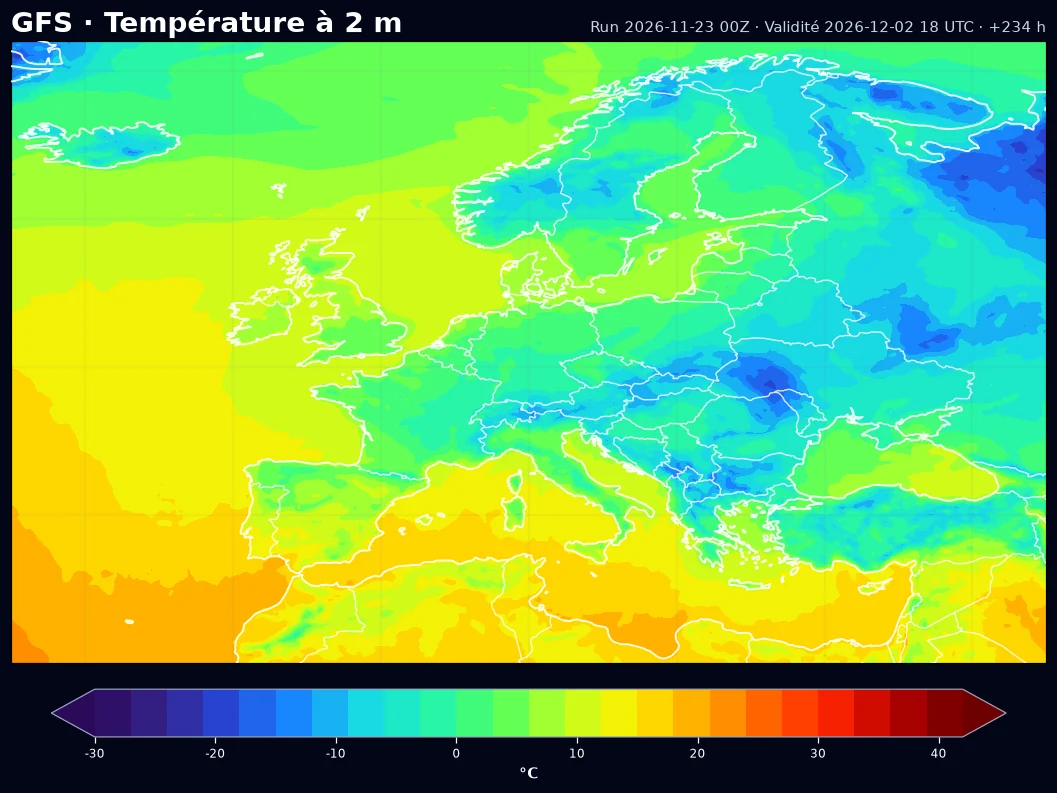 GFS · Température à 2 m
Run 2026-11-23 00Z · Validité 2026-12-02 18 UTC · +234 h
-30 -20 -10 0 10 20 30 40
°C